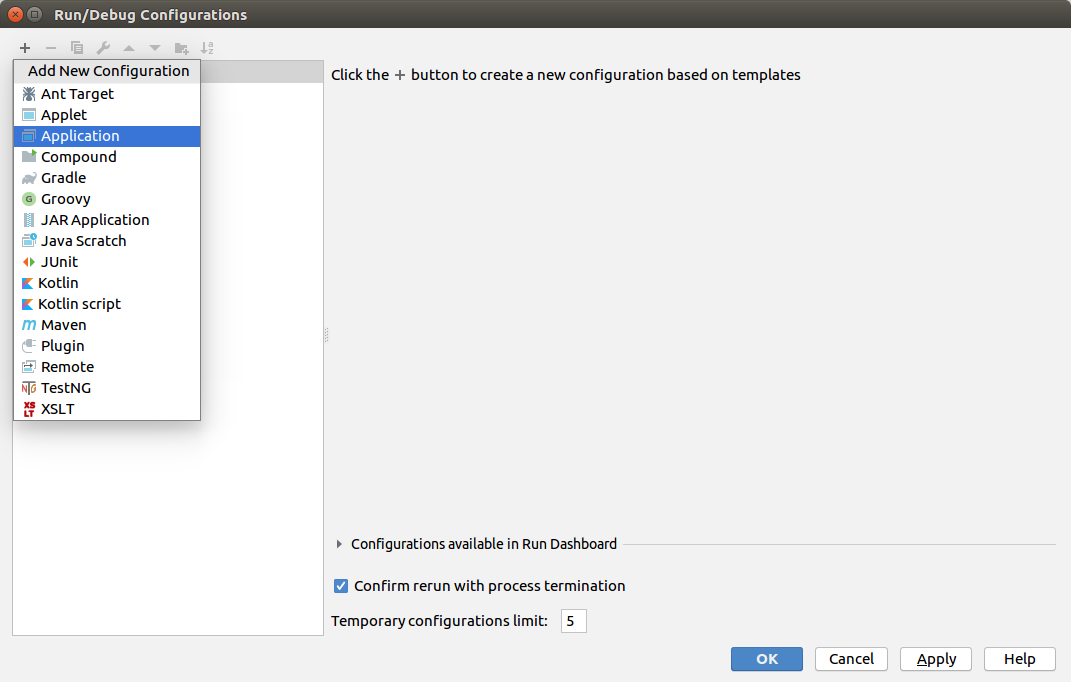 Run/Debug Configurations
Add New Configuration
Click the + button to create a new configuration based on templates
Ant Target
Applet
Application
Compound
Gradle
G Groovy
JAR Application
Java Scratch
JUnit
Kotlin
Kotlin script
m Maven
Plugin
Remote
NTG TestNG
XSLT XSLT
Configurations available in Run Dashboard
Confirm rerun with process termination
Temporary configurations limit: 5
OK Cancel Apply Help